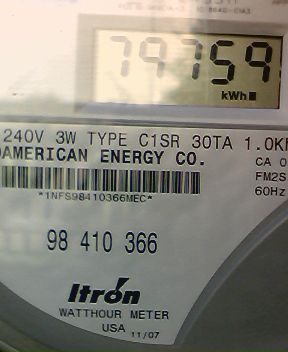 79759
kWh
240V 3W TYPE C1SR 30TA 1.0K
AMERICAN ENERGY CO.
CA 0
FM2S
60Hz
*1NFS98410366MEC*
98 410 366
Itron
WATTHOUR METER
USA 11/07